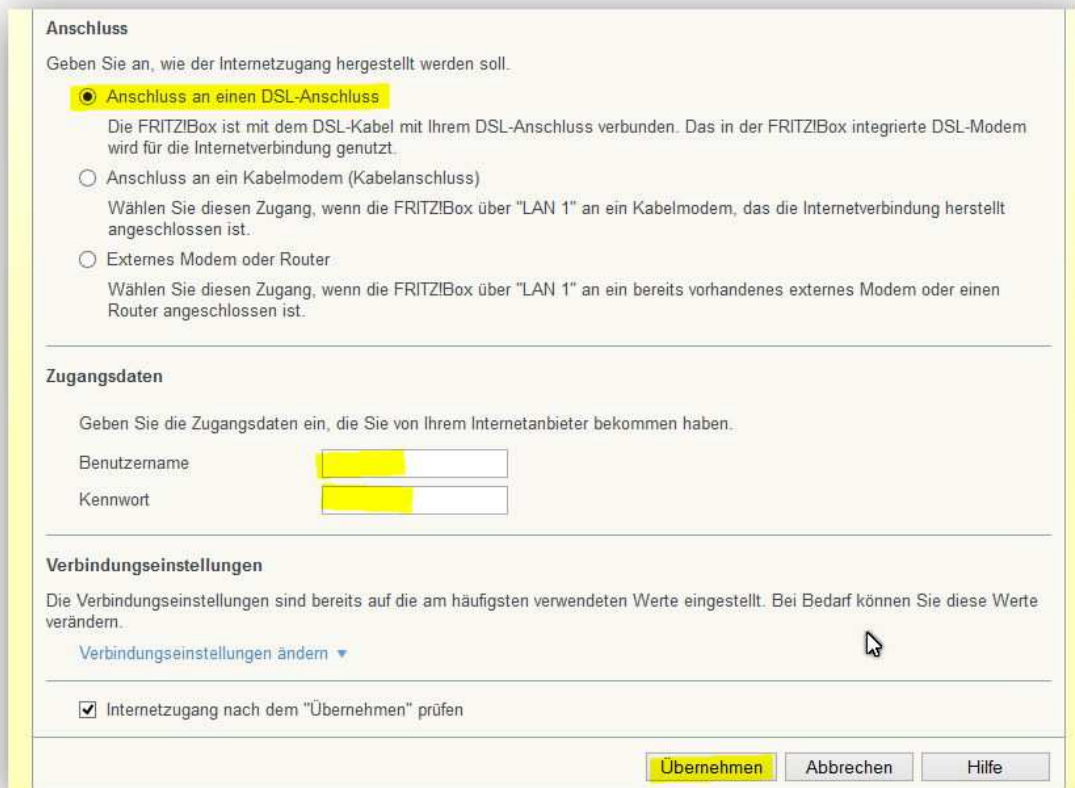 Anschluss
Geben Sie an, wie der Internetzugang hergestellt werden soll.
Anschluss an einen DSL-Anschluss
Die FRITZ!Box ist mit dem DSL-Kabel mit Ihrem DSL-Anschluss verbunden. Das in der FRITZ!Box integrierte DSL-Modem
wird für die Internetverbindung genutzt.
Anschluss an ein Kabelmodem (Kabelanschluss)
Wählen Sie diesen Zugang, wenn die FRITZ!Box über "LAN 1" an ein Kabelmodem, das die Internetverbindung herstellt
angeschlossen ist.
Externes Modem oder Router
Wählen Sie diesen Zugang, wenn die FRITZ!Box über "LAN 1" an ein bereits vorhandenes externes Modem oder einen
Router angeschlossen ist.
Zugangsdaten
Geben Sie die Zugangsdaten ein, die Sie von Ihrem Internetanbieter bekommen haben.
Benutzername
Kennwort
Verbindungseinstellungen
Die Verbindungseinstellungen sind bereits auf die am häufigsten verwendeten Werte eingestellt. Bei Bedarf können Sie diese Werte
verändern.
Verbindungseinstellungen ändern
Internetzugang nach dem "Übernehmen" prüfen
Übernehmen Abbrechen Hilfe